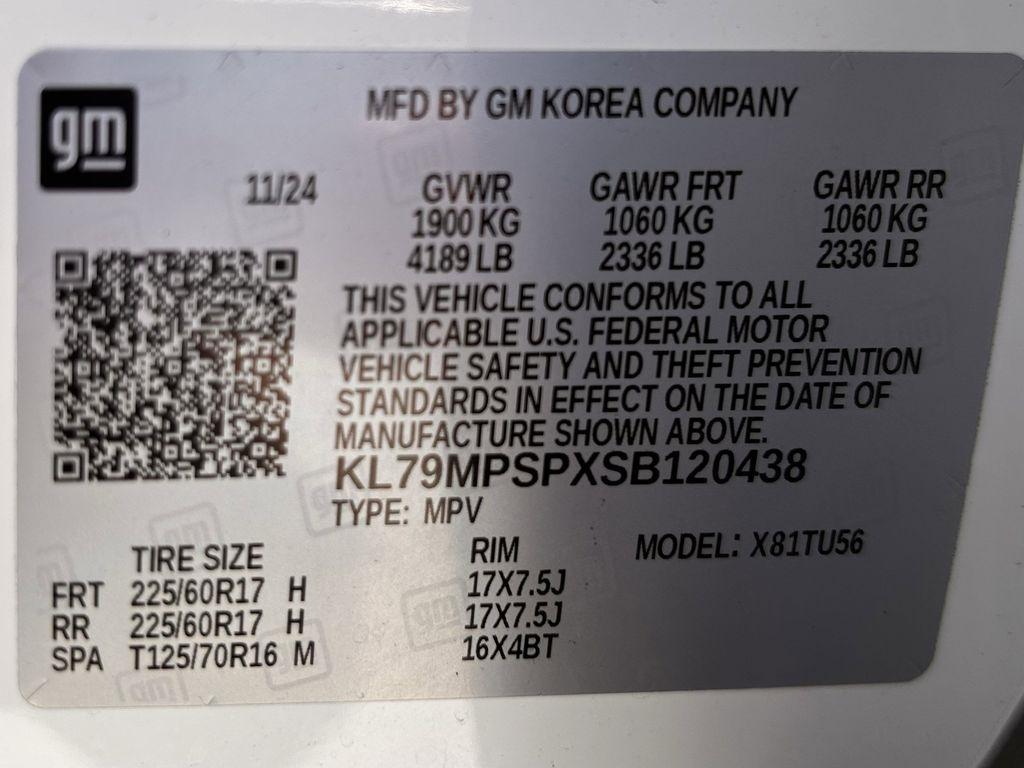 gm
MFD BY GM KOREA COMPANY
11/24 GVWR GAWR FRT GAWR RR
1900 KG 1060 KG 1060 KG
4189 LB 2336 LB 2336 LB
THIS VEHICLE CONFORMS TO ALL
APPLICABLE U.S. FEDERAL MOTOR
VEHICLE SAFETY AND THEFT PREVENTION
STANDARDS IN EFFECT ON THE DATE OF
MANUFACTURE SHOWN ABOVE.
KL79MPSPXSB120438
TYPE: MPV
TIRE SIZE RIM MODEL: X81TU56
FRT 225/60R17 H 17X7.5J
RR 225/60R17 H 17X7.5J
SPA T125/70R16 M 16X4BT